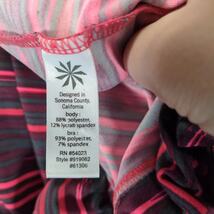 Designed in
Sonoma County,
California
body :
88% polyester,
12% lycra® spandex
bra :
93% polyester,
7% spandex
RN #54023
Style #919082
#61306